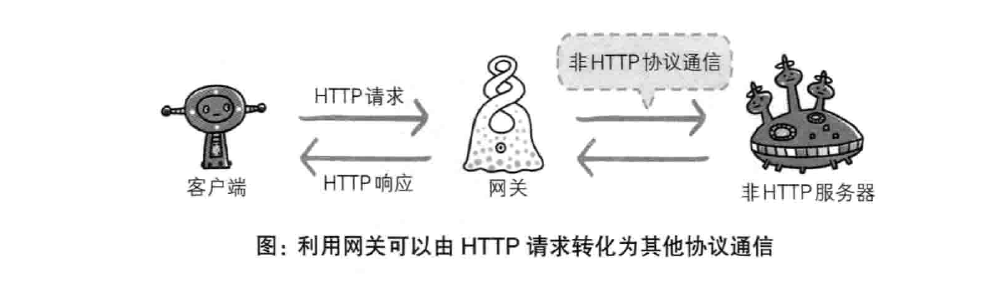 非HTTP协议通信
HTTP请求
HTTP响应
客户端
网关
非HTTP服务器
图：利用网关可以由 HTTP 请求转化为其他协议通信